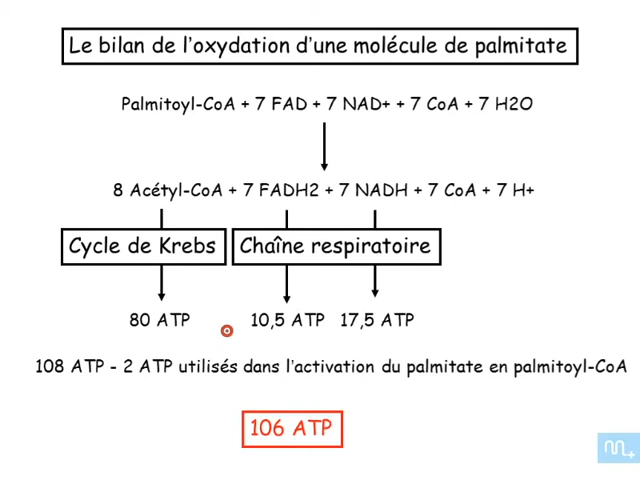 Le bilan de l'oxydation d'une molécule de palmitate
Palmitoyl-CoA + 7 FAD + 7 NAD+ + 7 CoA + 7 H2O
8 Acétyl-CoA + 7 FADH2 + 7 NADH + 7 CoA + 7 H+
Cycle de Krebs Chaîne respiratoire
80 ATP 10,5 ATP 17,5 ATP
108 ATP - 2 ATP utilisés dans l'activation du palmitate en palmitoyl-CoA
106 ATP